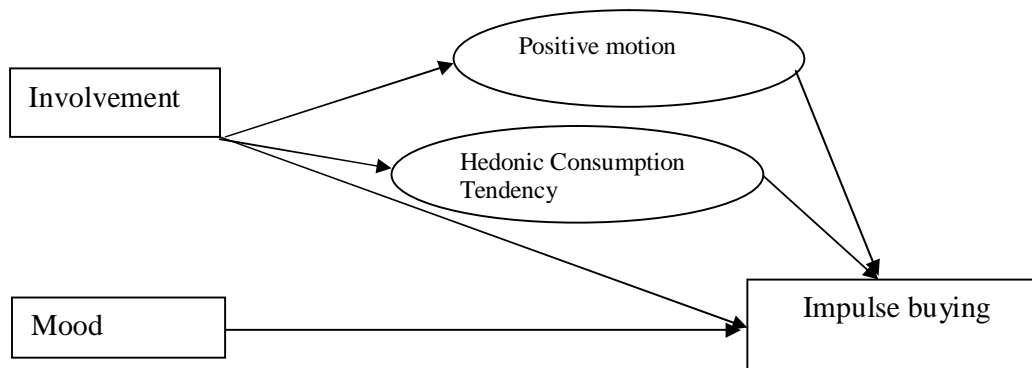 Positive motion
Involvement
Hedonic Consumption
Tendency
Impulse buying
Mood